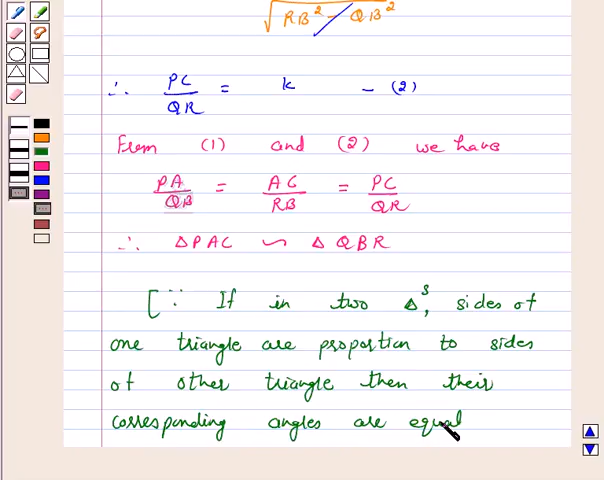 √RB² - QB²
∴ PC/QR = k - (2)
From (1) and (2) we have
PA/QB = AC/RB = PC/QR
∴ ΔPAC ∽ ΔQBR
[∵ If in two Δˢ, sides of
one triangle are proportion to sides
of other triangle then their
corresponding angles are equal